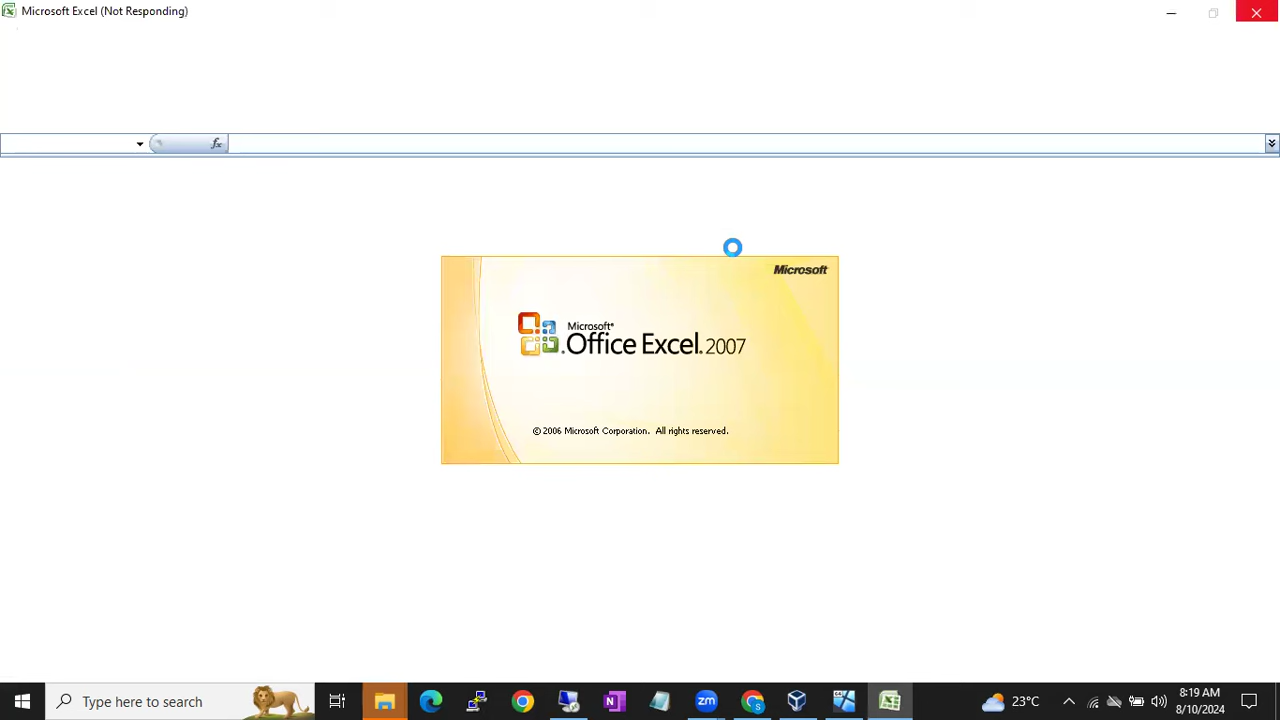 Microsoft Excel (Not Responding)
fx
Microsoft
Microsoft®
Office Excel 2007
© 2006 Microsoft Corporation. All rights reserved.
Type here to search
N
zm
S
23°C
8:19 AM
8/10/2024